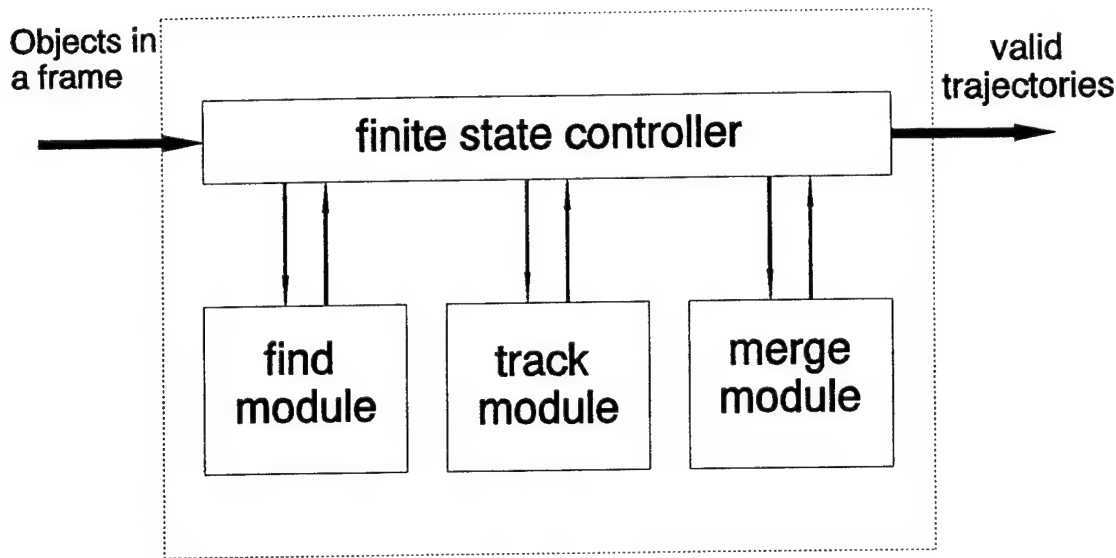 Objects in
a frame
valid
trajectories
finite state controller
find
module
track
module
merge
module